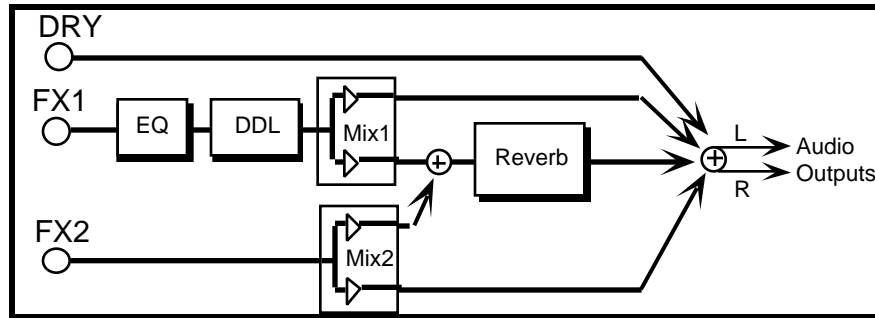 DRY
FX1
EQ
DDL
Mix1
Reverb
L
Audio
Outputs
R
FX2
Mix2